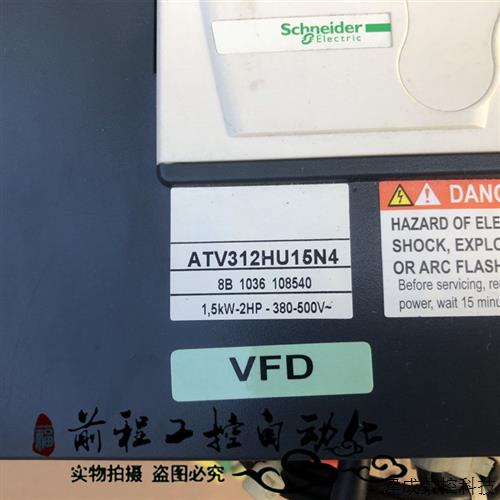 Schneider
Electric
ATV312HU15N4
8B 1036 108540
1,5kW-2HP - 380-500V~
DANG
HAZARD OF ELE
SHOCK, EXPLO
OR ARC FLASH
Before servicing, re
power, wait 15 minu
VFD
福
前程工控自动化
实物拍摄 盗图必究